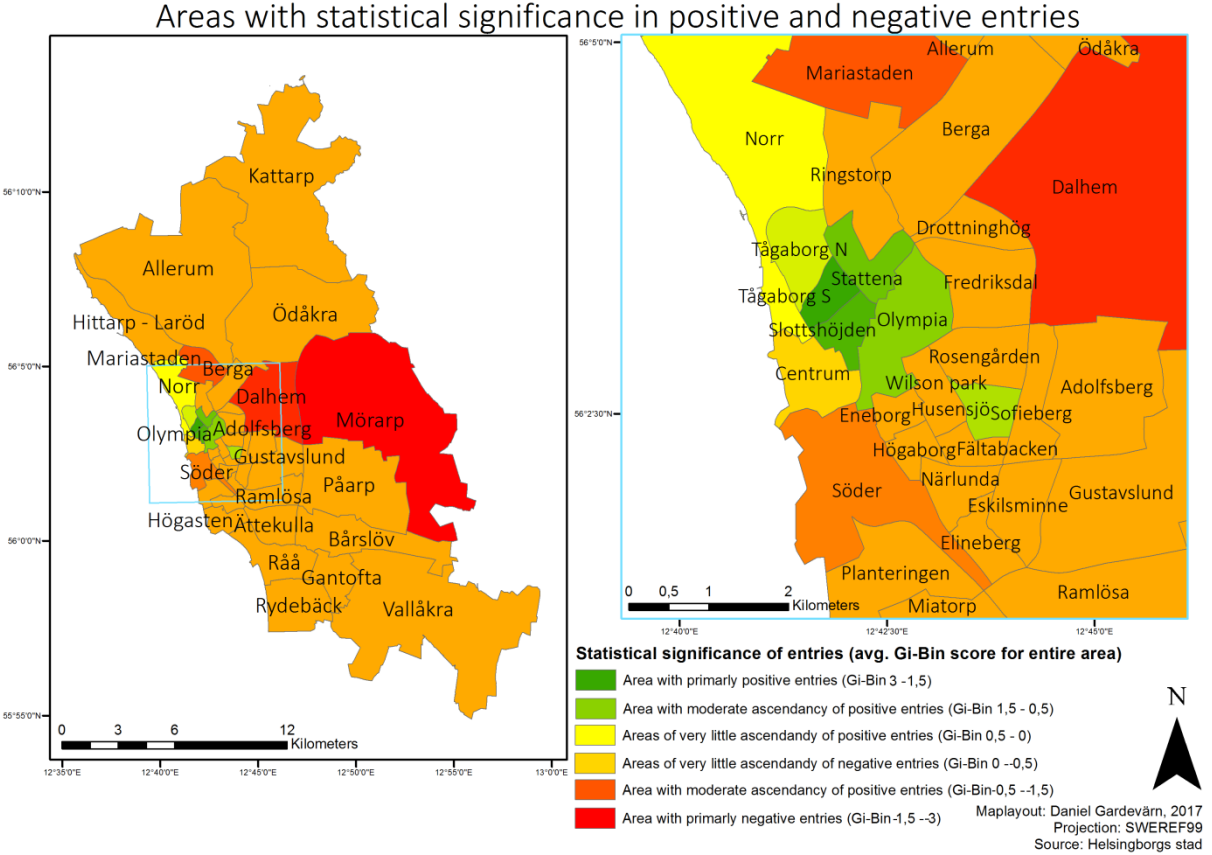 Areas with statistical significance in positive and negative entries
56°10'0"N
56°5'0"N
56°0'0"N
55°55'0"N
Kattarp
Allerum
Ödåkra
Hittarp - Laröd
Mariastaden
Berga
Norr
Dalhem
Mörarp
Olympia
Adolfsberg
Gustavslund
Söder
Påarp
Ramlösa
Högasten
Ättekulla
Bårslöv
Råå
Gantofta
Rydebäck
Vallåkra
0 3 6 12
Kilometers
12°35'0"E 12°40'0"E 12°45'0"E 12°50'0"E 12°55'0"E 13°0'0"E
56°5'0"N
56°2'30"N
Allerum
Ödåkra
Mariastaden
Berga
Norr
Ringstorp
Dalhem
Drottninghög
Tågaborg N
Stattena
Fredriksdal
Tågaborg S
Olympia
Slottshöjden
Rosengården
Centrum
Wilson park
Adolfsberg
Eneborg
Husensjö
Sofieberg
Högaborg
Fältabacken
Närlunda
Söder
Gustavslund
Eskilsminne
Elineberg
Planteringen
Ramlösa
Miatorp
0 0,5 1 2
Kilometers
12°40'0"E 12°42'30"E 12°45'0"E
Statistical significance of entries (avg. Gi-Bin score for entire area)
Area with primarly positive entries (Gi-Bin 3 -1,5)
Area with moderate ascendancy of positive entries (Gi-Bin 1,5 - 0,5)
Areas of very little ascendandy of positive entries (Gi-Bin 0,5 - 0)
Areas of very little ascendancy of negative entries (Gi-Bin 0 --0,5)
Area with moderate ascendancy of positive entries (Gi-Bin-0,5 --1,5)
Area with primarly negative entries (Gi-Bin-1,5 --3)
N
Maplayout: Daniel Gardevärn, 2017
Projection: SWEREF99
Source: Helsingborgs stad